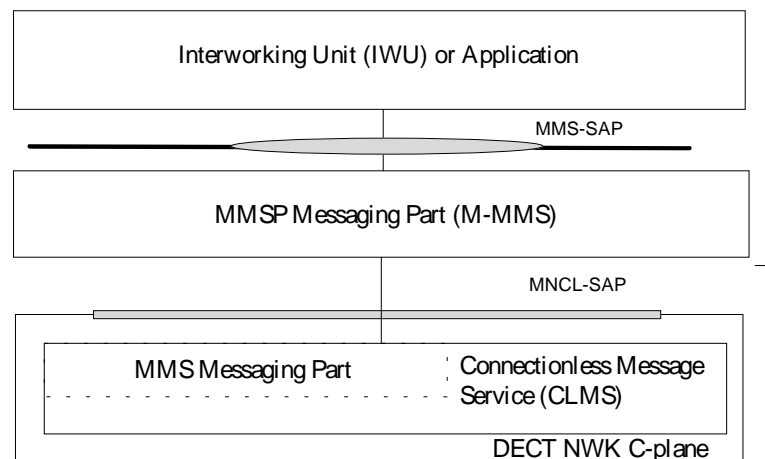 Interworking Unit (IWU) or Application
MMS-SAP
MMSP Messaging Part (M-MMS)
MNCL-SAP
MMS Messaging Part
Connectionless Message
Service (CLMS)
DECT NWK C-plane